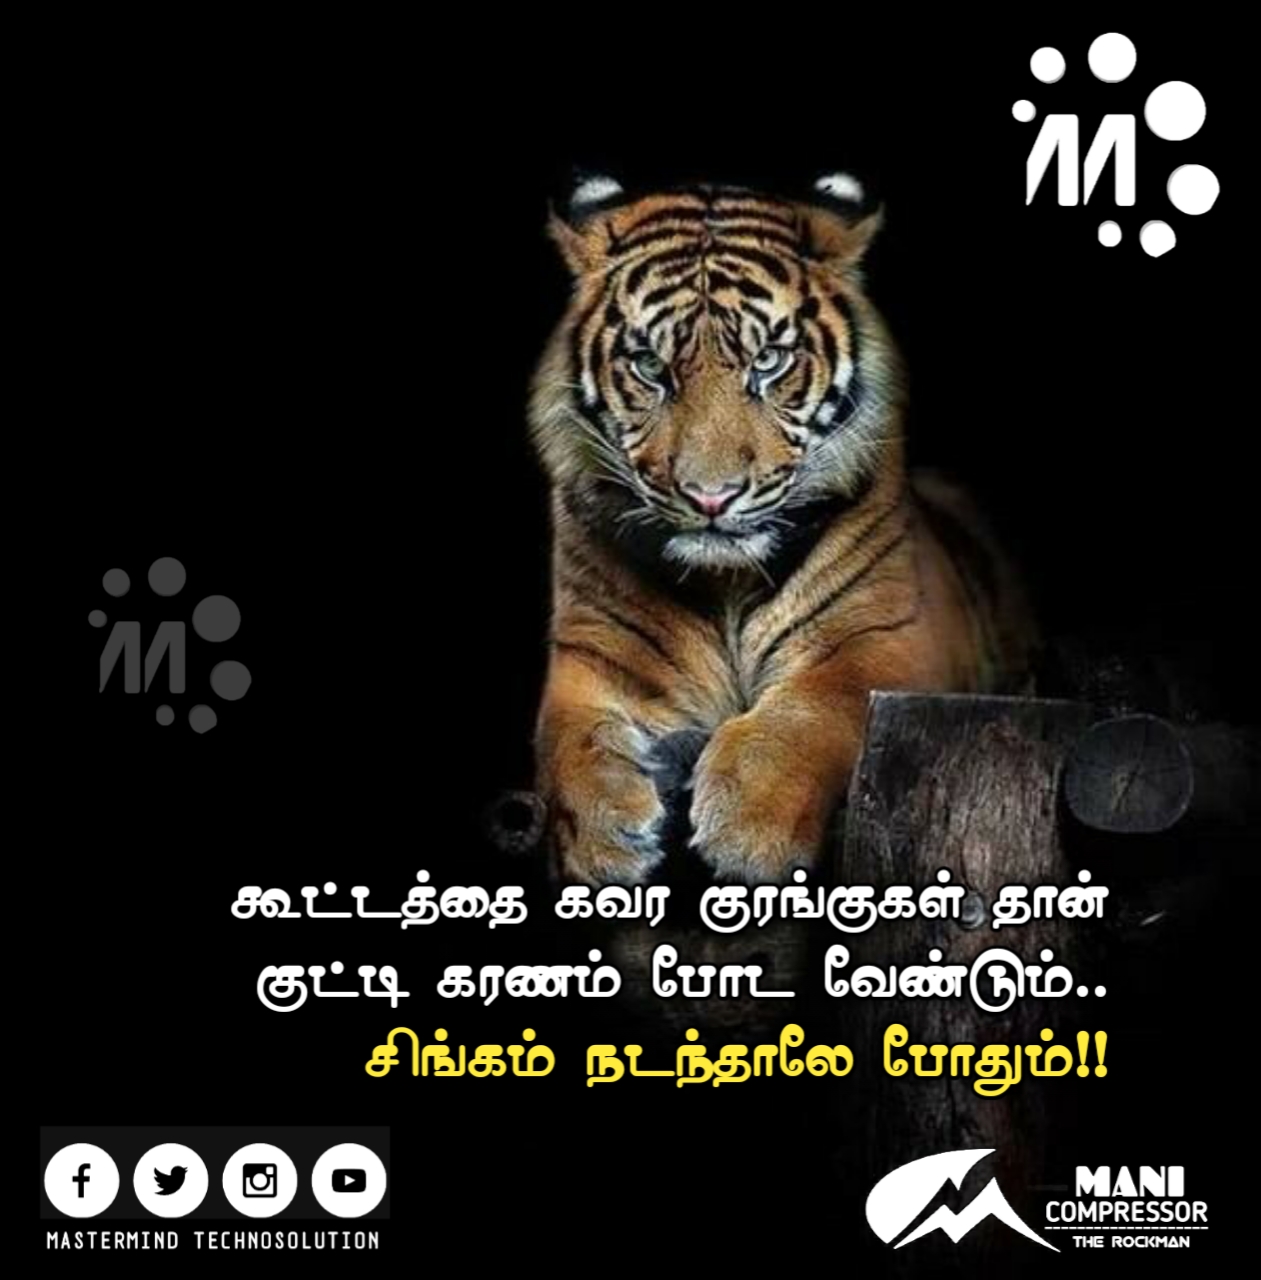 M
M
கூட்டத்தை கவர குரங்குகள் தான்
குட்டி கரணம் போட வேண்டும்..
சிங்கம் நடந்தாலே போதும்!!
MASTERMIND TECHNOSOLUTION
MANI
COMPRESSOR
THE ROCKMAN